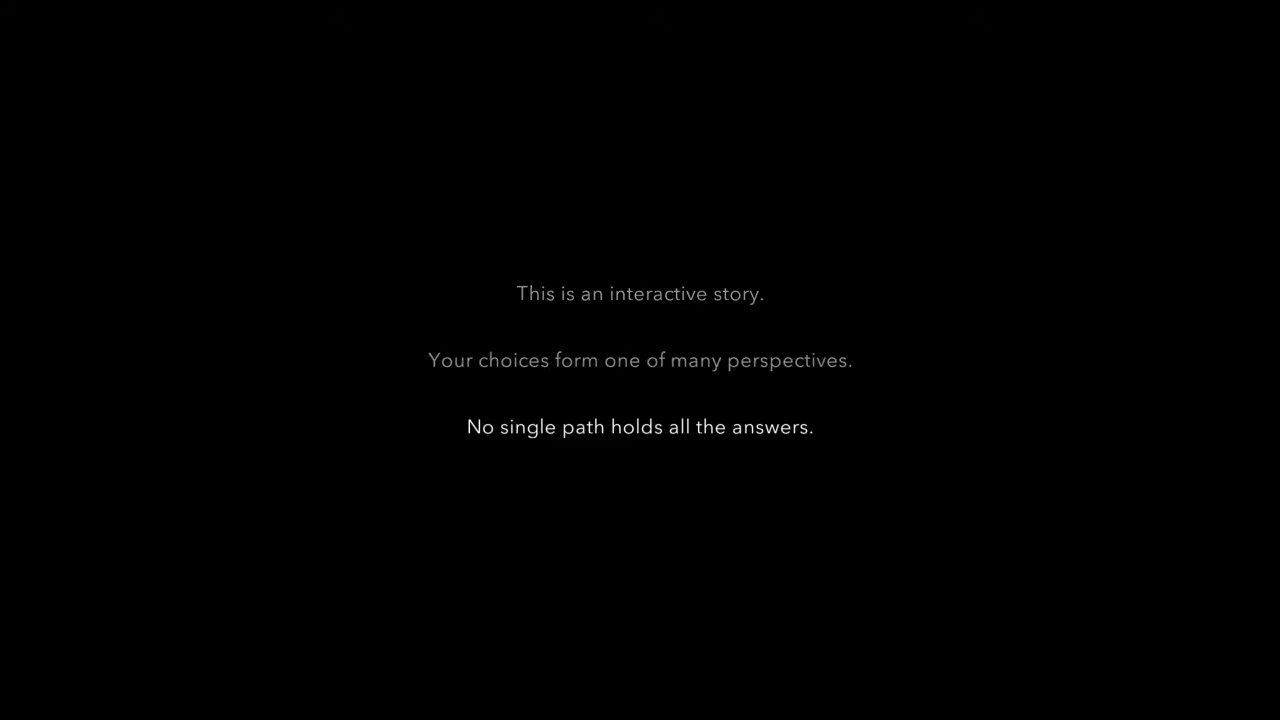 This is an interactive story.
Your choices form one of many perspectives.
No single path holds all the answers.